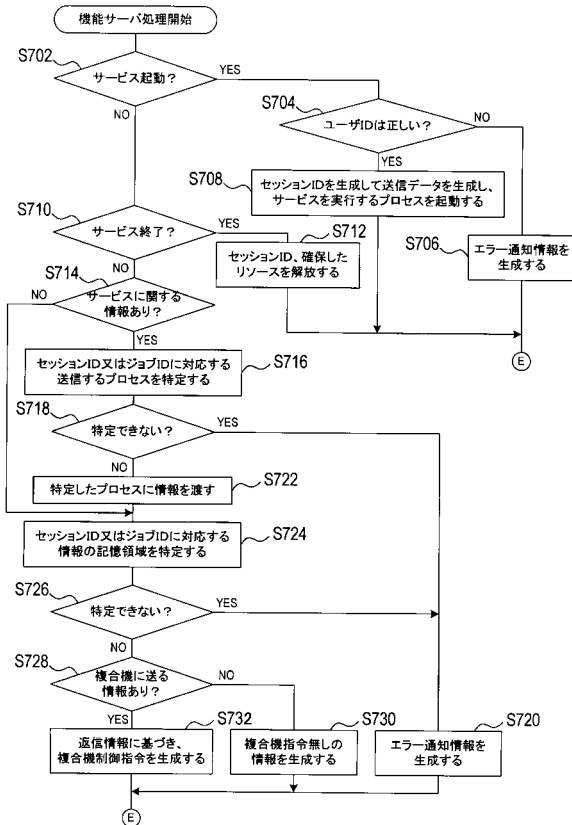 機能サーバ処理開始
S702
サービス起動？
YES
NO
S704
ユーザIDは正しい？
NO
YES
S708
セッションIDを生成して送信データを生成し、
サービスを実行するプロセスを起動する
S710
サービス終了？
YES
NO
S712
セッションID、確保した
リソースを解放する
S706
エラー通知情報を
生成する
E
S714
サービスに関する
情報あり？
NO
YES
セッションID又はジョブIDに対応する
送信するプロセスを特定する
S716
S718
特定できない？
YES
NO
特定したプロセスに情報を渡す
S722
セッションID又はジョブIDに対応する
情報の記憶領域を特定する
S724
S726
特定できない？
YES
NO
S728
複合機に送る
情報あり？
NO
YES
S732
返信情報に基づき、
複合機制御指令を生成する
S730
複合機指令無しの
情報を生成する
S720
エラー通知情報を
生成する
E